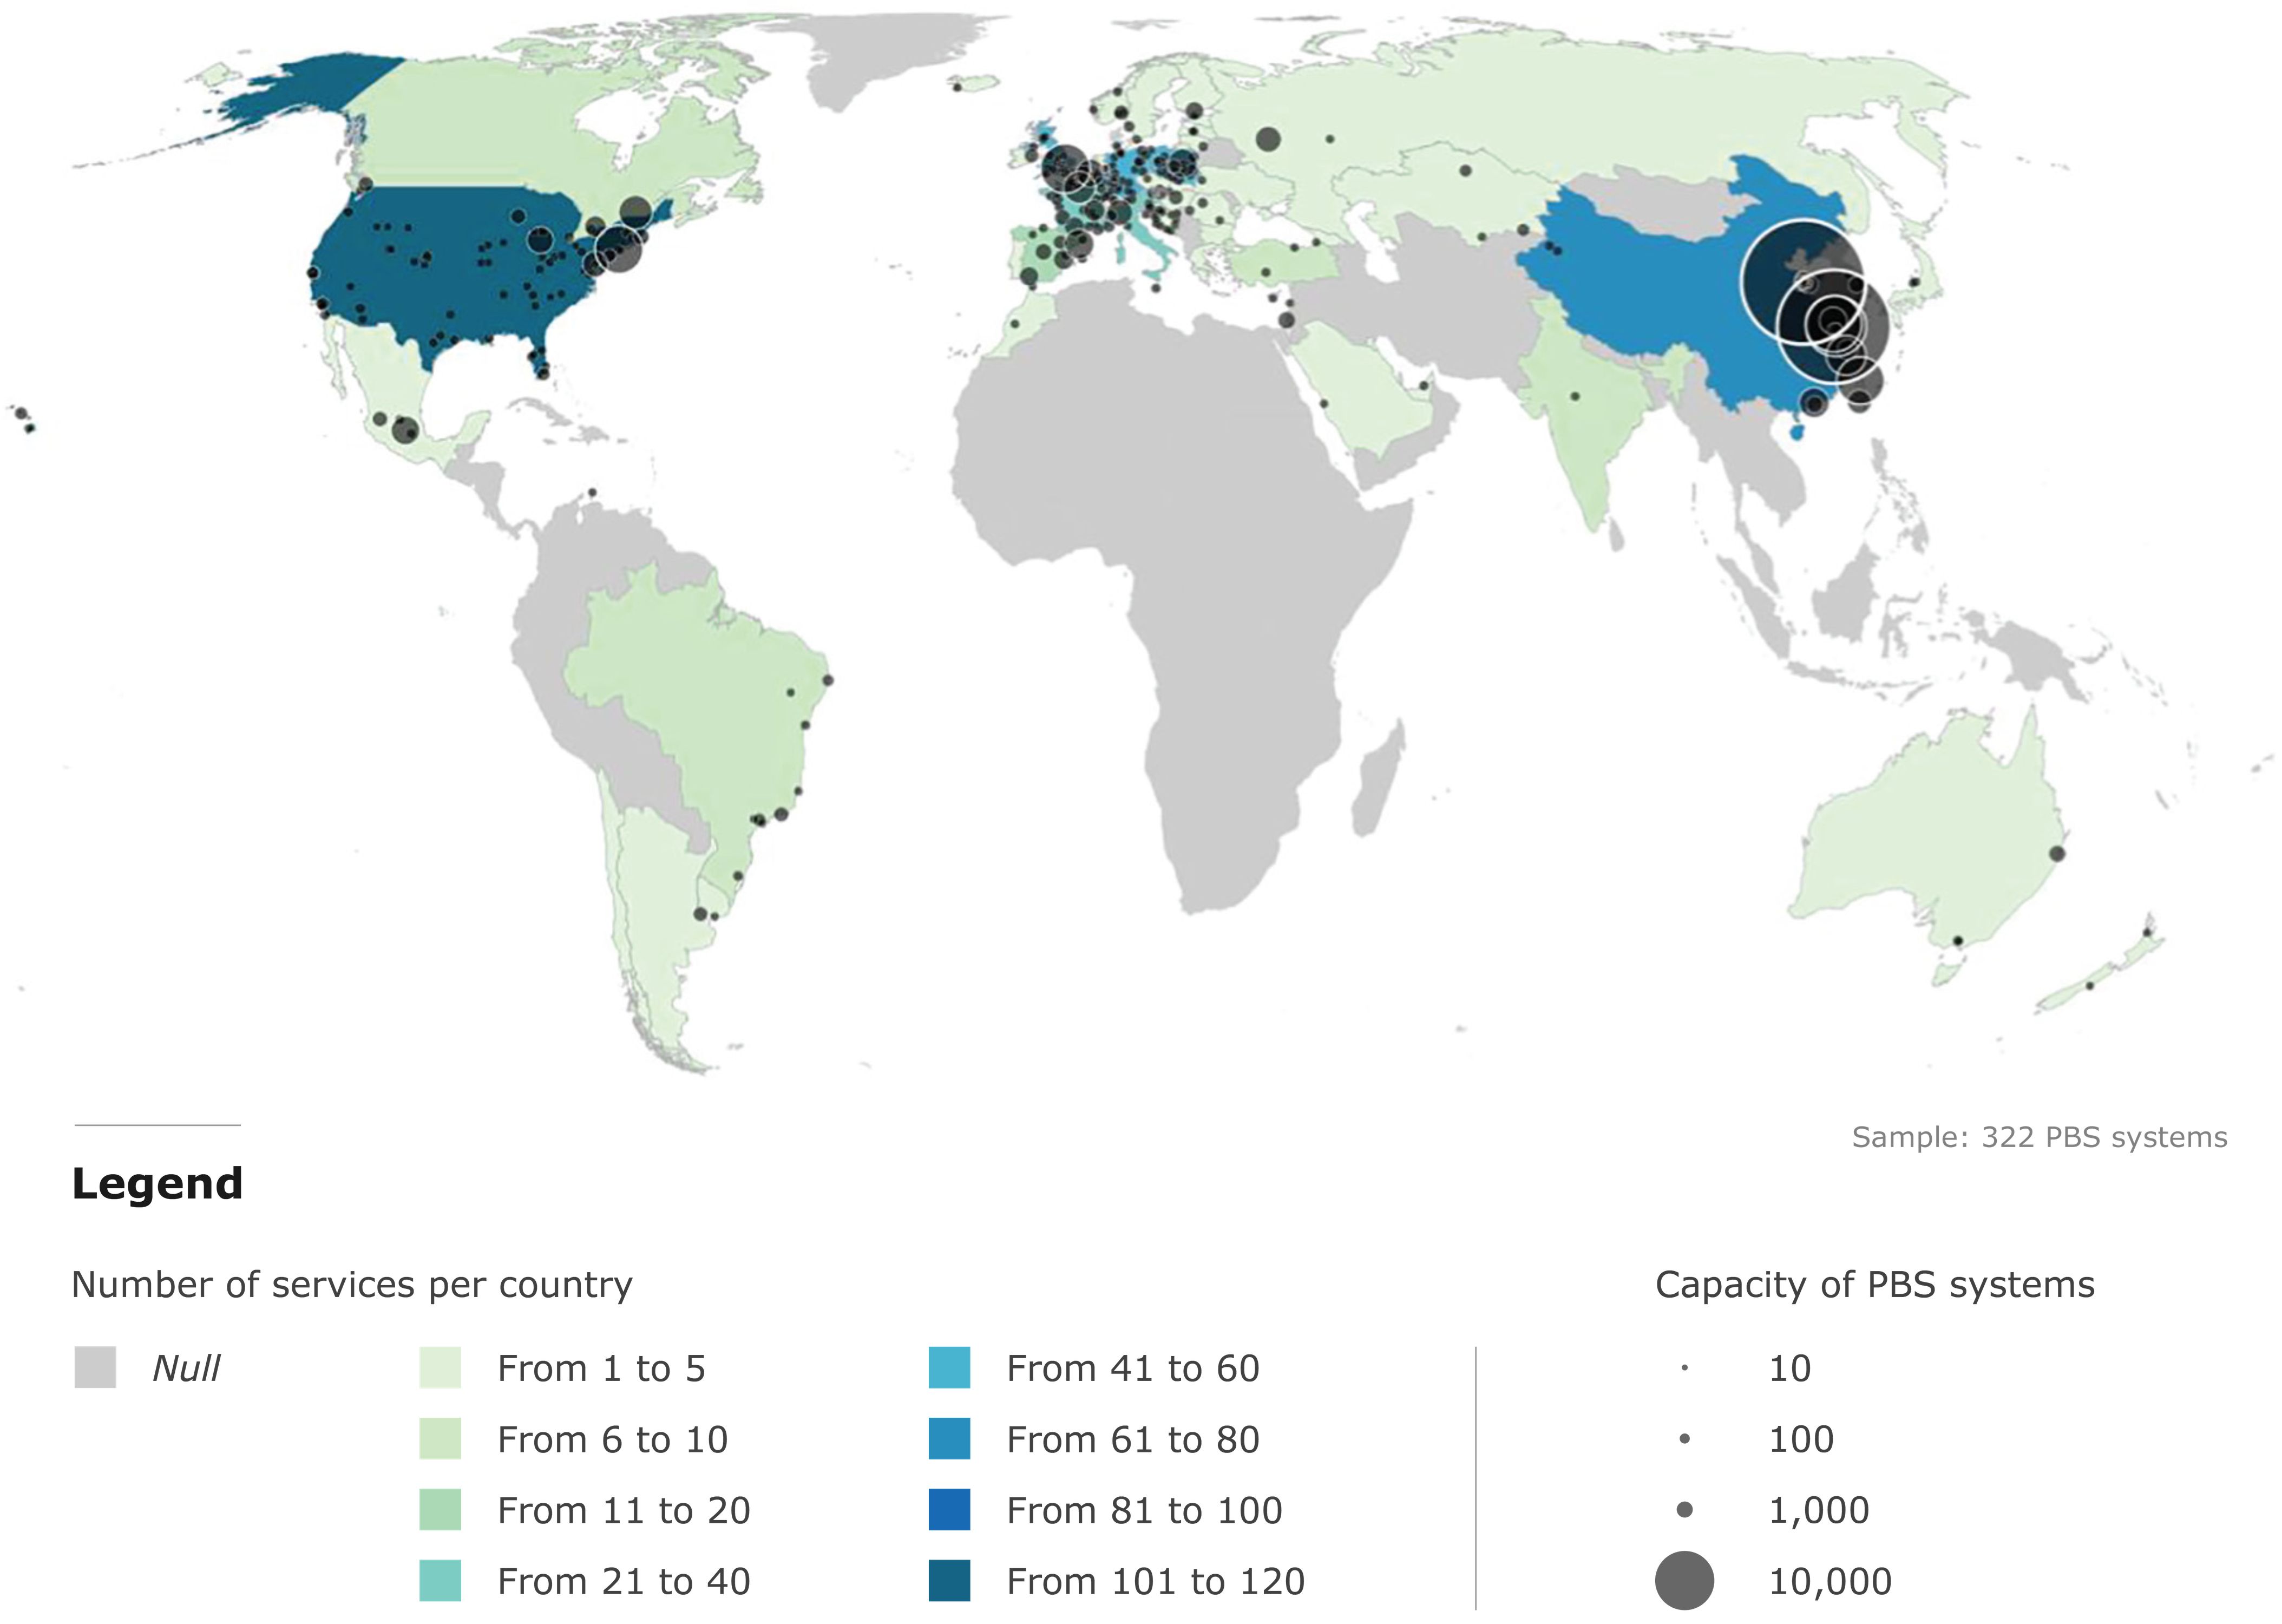 Sample: 322 PBS systems
Legend
Number of services per country
Null
From 1 to 5
From 6 to 10
From 11 to 20
From 21 to 40
From 41 to 60
From 61 to 80
From 81 to 100
From 101 to 120
Capacity of PBS systems
10
100
1,000
10,000